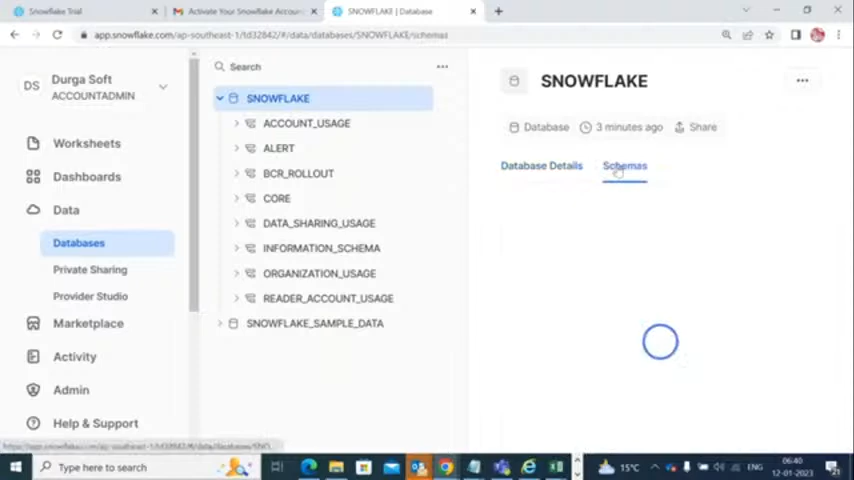 Snowflake Trial
Activate Your Snowflake Accoun
SNOWFLAKE | Database
app.snowflake.com/ap-southeast-1/td32842/#/data/databases/SNOWFLAKE/schemas
DS
Durga Soft
ACCOUNTADMIN
Worksheets
Dashboards
Data
Databases
Private Sharing
Provider Studio
Marketplace
Activity
Admin
Help & Support
Search
SNOWFLAKE
ACCOUNT_USAGE
ALERT
BCR_ROLLOUT
CORE
DATA_SHARING_USAGE
INFORMATION_SCHEMA
ORGANIZATION_USAGE
READER_ACCOUNT_USAGE
SNOWFLAKE_SAMPLE_DATA
SNOWFLAKE
Database
3 minutes ago
Share
Database Details
Schemas
Type here to search
15°C
ENG
06:40
12-01-2023